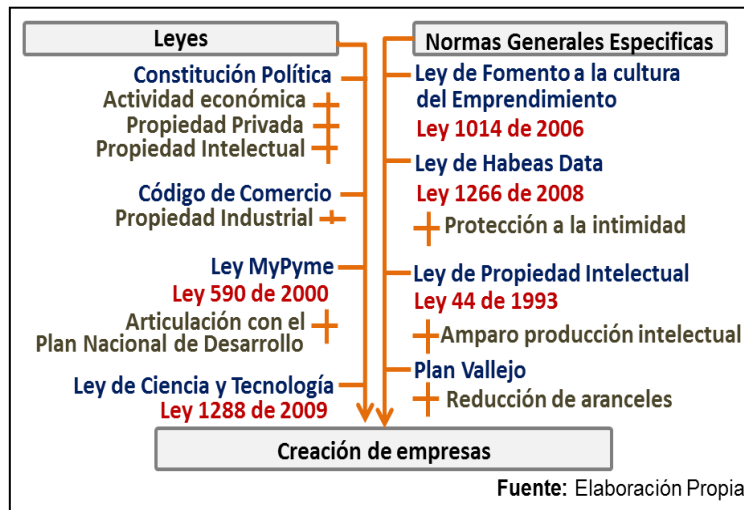 Leyes
Constitución Política
Actividad económica
Propiedad Privada
Propiedad Intelectual
Código de Comercio
Propiedad Industrial
Ley MyPyme
Ley 590 de 2000
Articulación con el
Plan Nacional de Desarrollo
Ley de Ciencia y Tecnología
Ley 1288 de 2009
Normas Generales Especificas
Ley de Fomento a la cultura
del Emprendimiento
Ley 1014 de 2006
Ley de Habeas Data
Ley 1266 de 2008
Protección a la intimidad
Ley de Propiedad Intelectual
Ley 44 de 1993
Amparo producción intelectual
Plan Vallejo
Reducción de aranceles
Creación de empresas
Fuente: Elaboración Propia